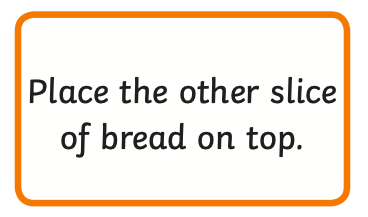 Place the other slice
of bread on top.